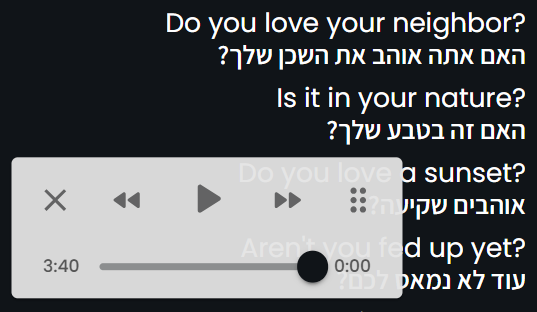 Do you love your neighbor?
האם אתה אוהב את השכן שלך?
Is it in your nature?
האם זה בטבע שלך?
Do you love a sunset?
אוהבים שקיעה?
Aren't you fed up yet?
עוד לא נמאס לכם?
3:40
0:00